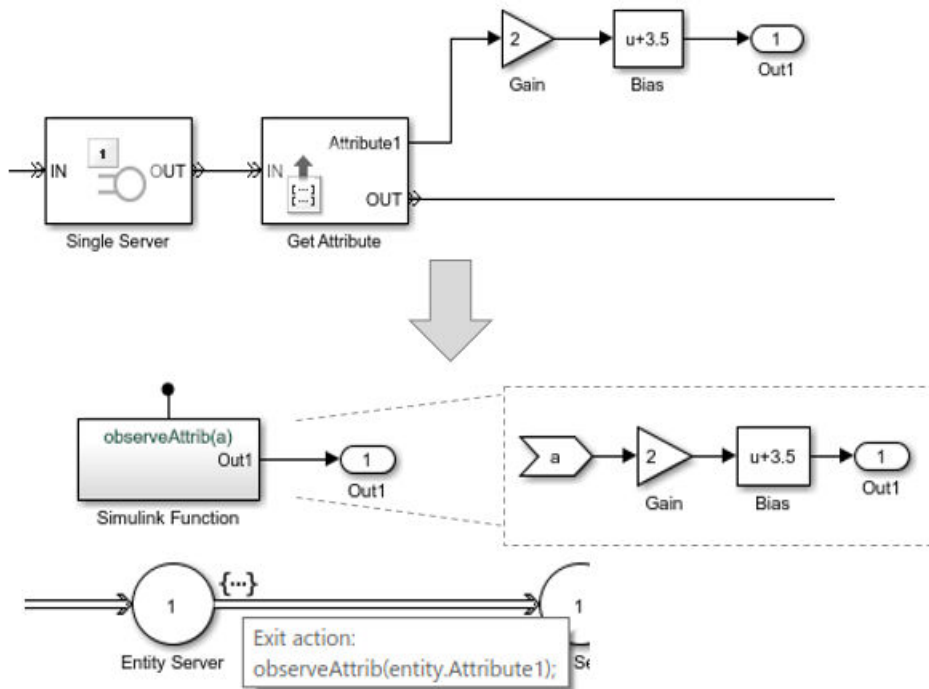 2
Gain
u+3.5
Bias
1
Out1
IN
1
OUT
Single Server
IN
[...]
[...]
Attribute1
OUT
Get Attribute
observeAttrib(a)
Out1
Simulink Function
1
Out1
a
2
Gain
u+3.5
Bias
1
Out1
1
Entity Server
{...}
1
Se
Exit action:
observeAttrib(entity.Attribute1);